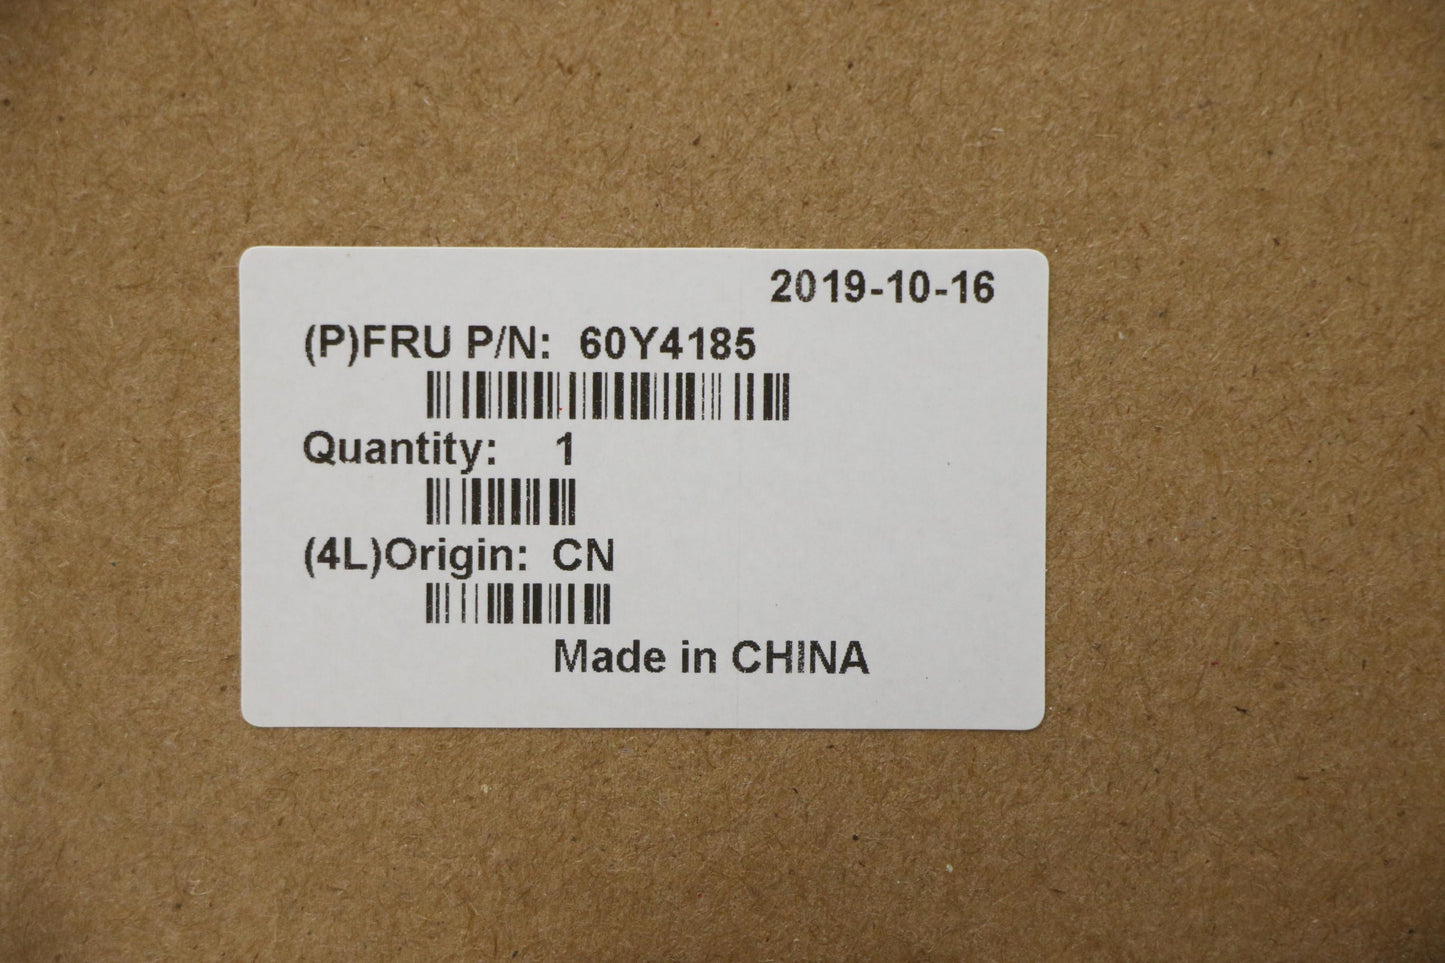 2019-10-16
(P)FRU P/N: 60Y4185
Quantity: 1
(4L)Origin: CN
Made in CHINA